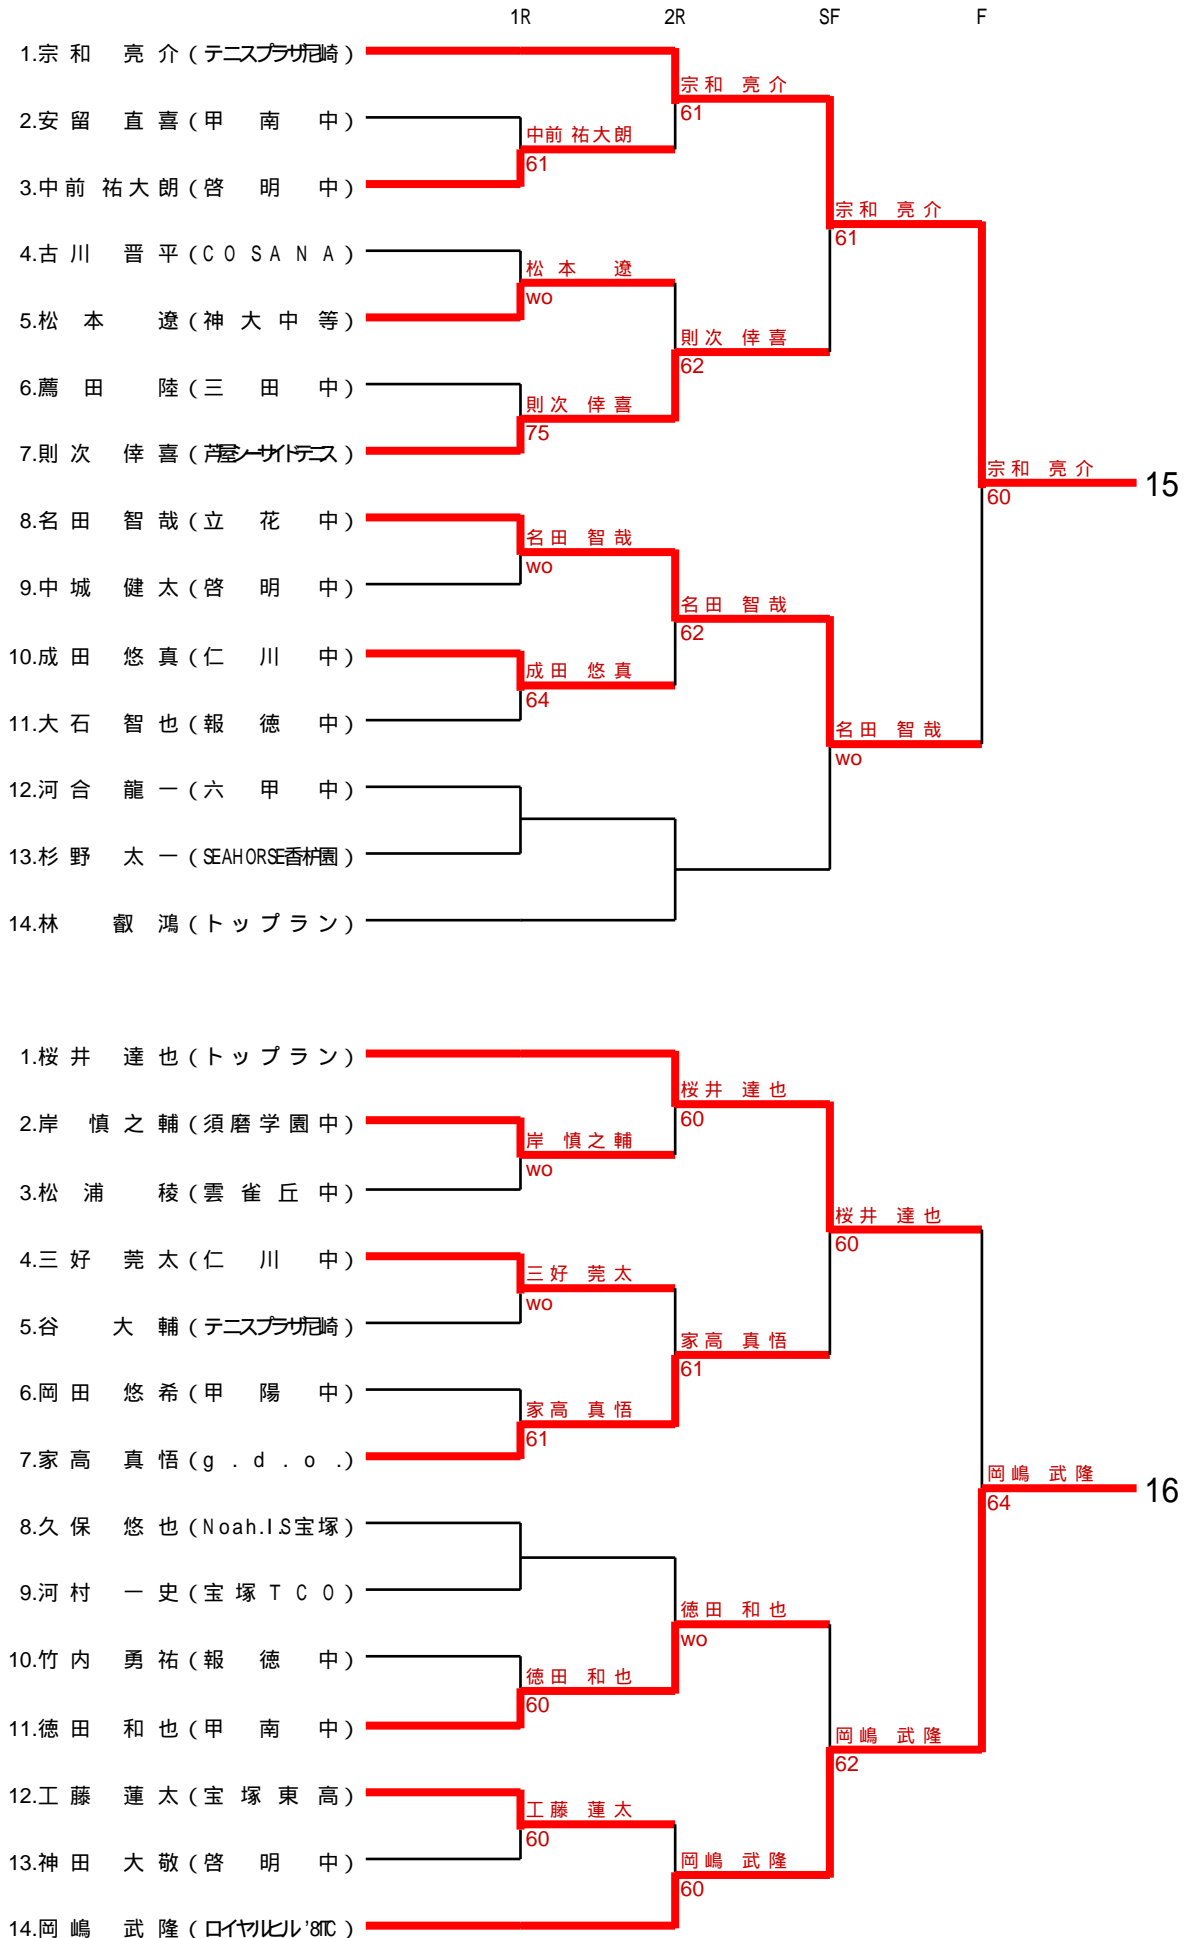 1R 2R SF F
1.宗和 亮介(テニスプラザ尼崎)
宗和 亮介
61
2.安留 直喜(甲南中)
中前 祐大朗
61
3.中前 祐大朗(啓明中)
宗和 亮介
61
4.古川 晋平(COSANA)
松本 遼
wo
5.松本 遼(神大中等)
則次 倖喜
62
6.薦田 陸(三田中)
則次 倖喜
75
7.則次 倖喜(芦屋シーサイドテニス)
宗和 亮介
60
15
8.名田 智哉(立花中)
名田 智哉
wo
9.中城 健太(啓明中)
名田 智哉
62
10.成田 悠真(仁川中)
成田 悠真
64
11.大石 智也(報徳中)
名田 智哉
wo
12.河合 龍一(六甲中)
13.杉野 太一(SEAHORSE香枦園)
14.林 叡鴻(トップラン)
1.桜井 達也(トップラン)
桜井 達也
60
2.岸 慎之輔(須磨学園中)
岸 慎之輔
wo
3.松浦 稜(雲雀丘中)
桜井 達也
60
4.三好 莞太(仁川中)
三好 莞太
wo
5.谷 大輔(テニスプラザ尼崎)
家高 真悟
61
6.岡田 悠希(甲陽中)
家高 真悟
61
7.家高 真悟(g.d.o.)
岡嶋 武隆
64
16
8.久保 悠也(Noah.I.S宝塚)
9.河村 一史(宝塚TCO)
徳田 和也
wo
10.竹内 勇祐(報徳中)
徳田 和也
60
11.徳田 和也(甲南中)
岡嶋 武隆
62
12.工藤 蓮太(宝塚東高)
工藤 蓮太
60
13.神田 大敬(啓明中)
岡嶋 武隆
60
14.岡嶋 武隆(ロイヤルヒル'81TC)